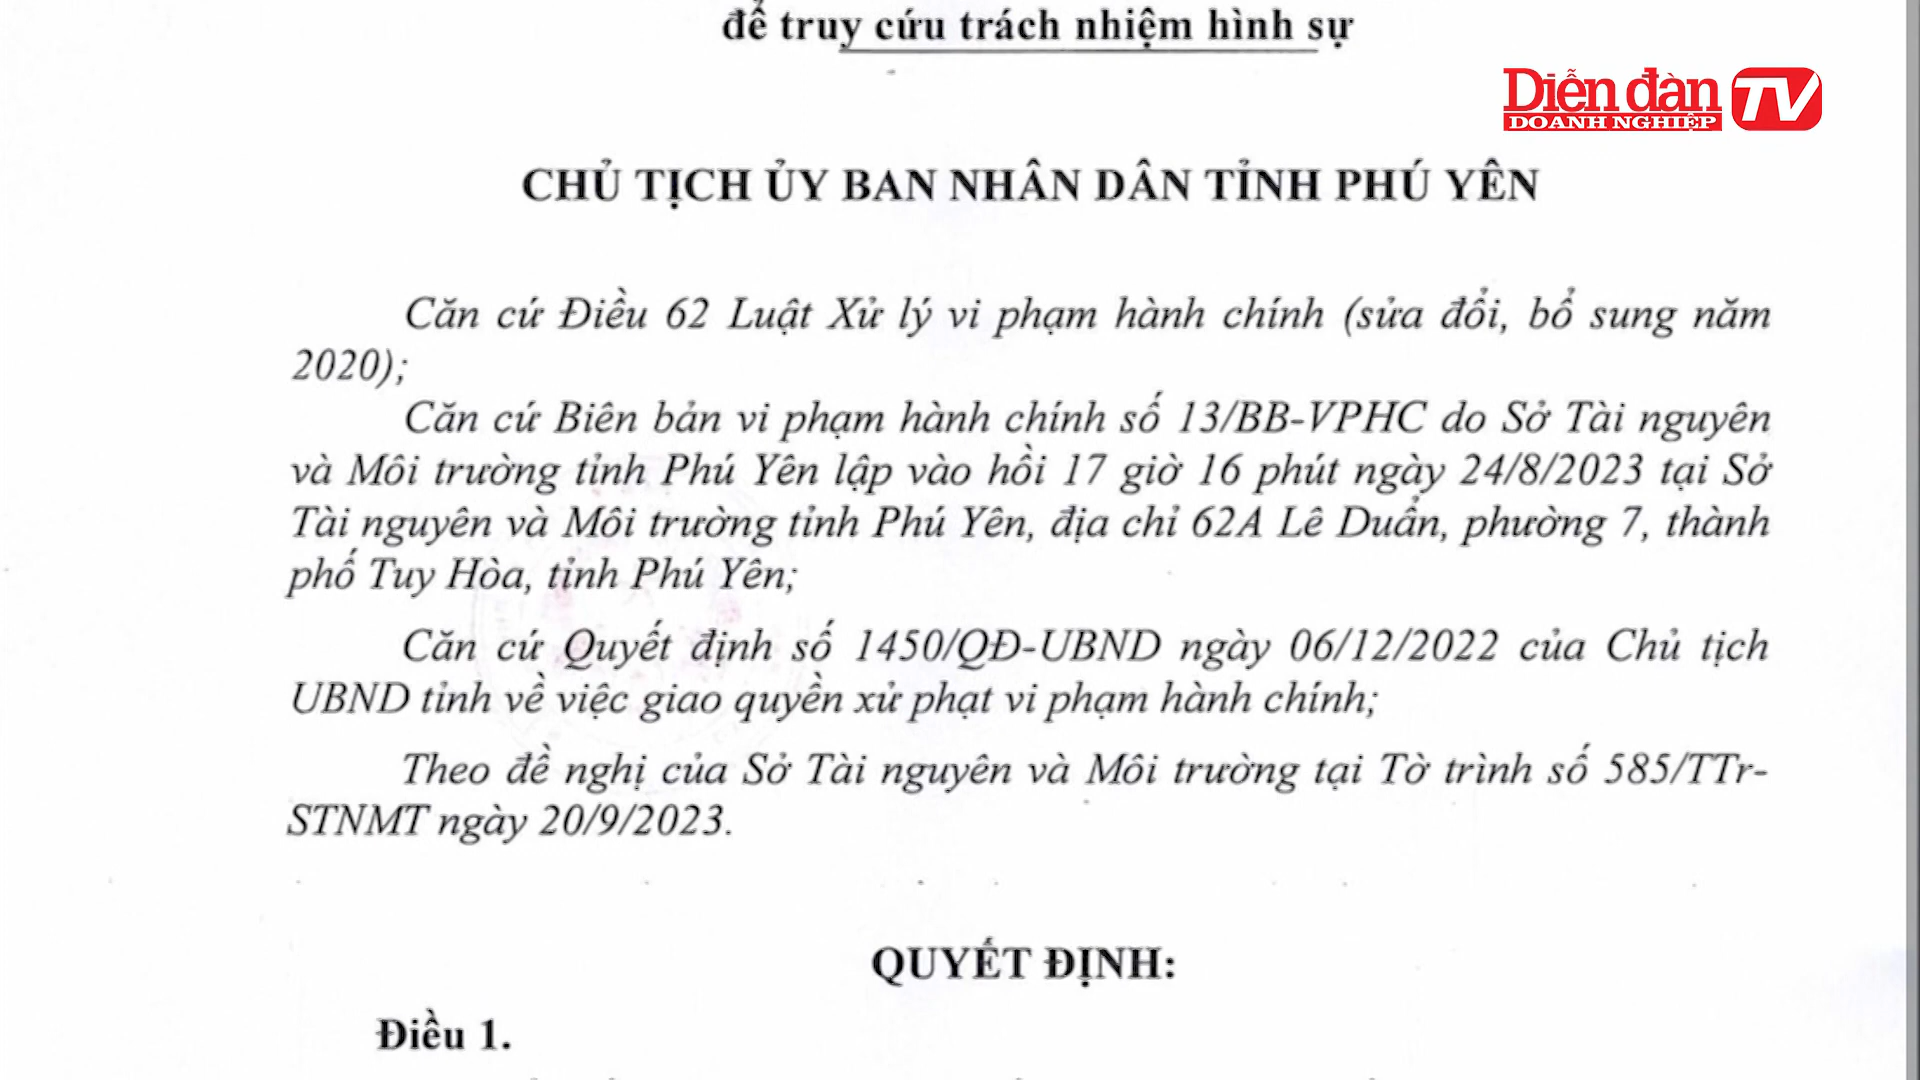 để truy cứu trách nhiệm hình sự
Diễn đàn TV
DOANH NGHIỆP
CHỦ TỊCH ỦY BAN NHÂN DÂN TỈNH PHÚ YÊN
Căn cứ Điều 62 Luật Xử lý vi phạm hành chính (sửa đổi, bổ sung năm
2020);
Căn cứ Biên bản vi phạm hành chính số 13/BB-VPHC do Sở Tài nguyên
và Môi trường tỉnh Phú Yên lập vào hồi 17 giờ 16 phút ngày 24/8/2023 tại Sở
Tài nguyên và Môi trường tỉnh Phú Yên, địa chỉ 62A Lê Duẩn, phường 7, thành
phố Tuy Hòa, tỉnh Phú Yên;
Căn cứ Quyết định số 1450/QĐ-UBND ngày 06/12/2022 của Chủ tịch
UBND tỉnh về việc giao quyền xử phạt vi phạm hành chính;
Theo đề nghị của Sở Tài nguyên và Môi trường tại Tờ trình số 585/TTr-
STNMT ngày 20/9/2023.
QUYẾT ĐỊNH:
Điều 1.